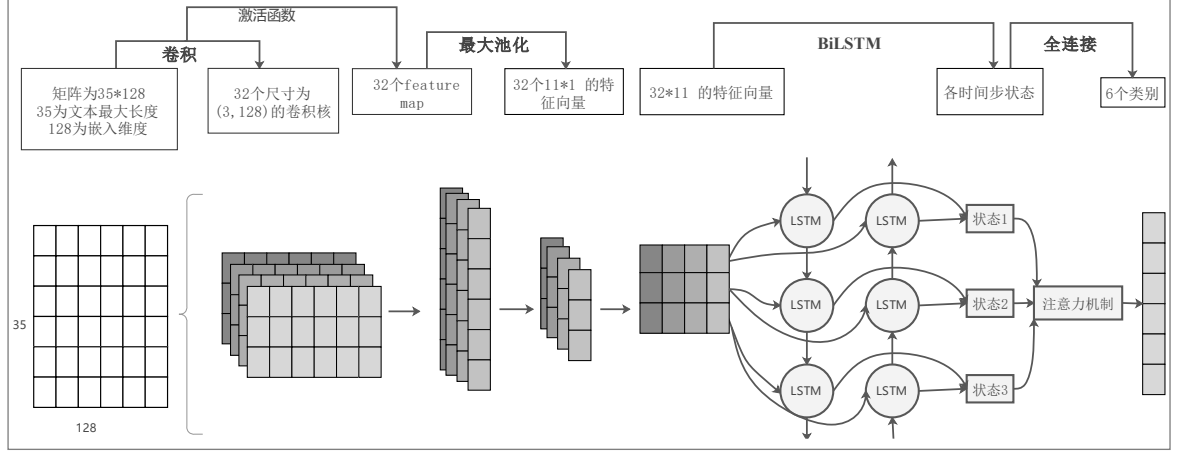 激活函数
卷积
最大池化
BiLSTM
全连接
矩阵为35*128
35为文本最大长度
128为嵌入维度
32个尺寸为
(3,128)的卷积核
32个feature
map
32个11*1 的特
征向量
32*11 的特征向量
各时间步状态
6个类别
35
128
LSTM
LSTM
状态1
LSTM
LSTM
状态2
注意力机制
LSTM
LSTM
状态3